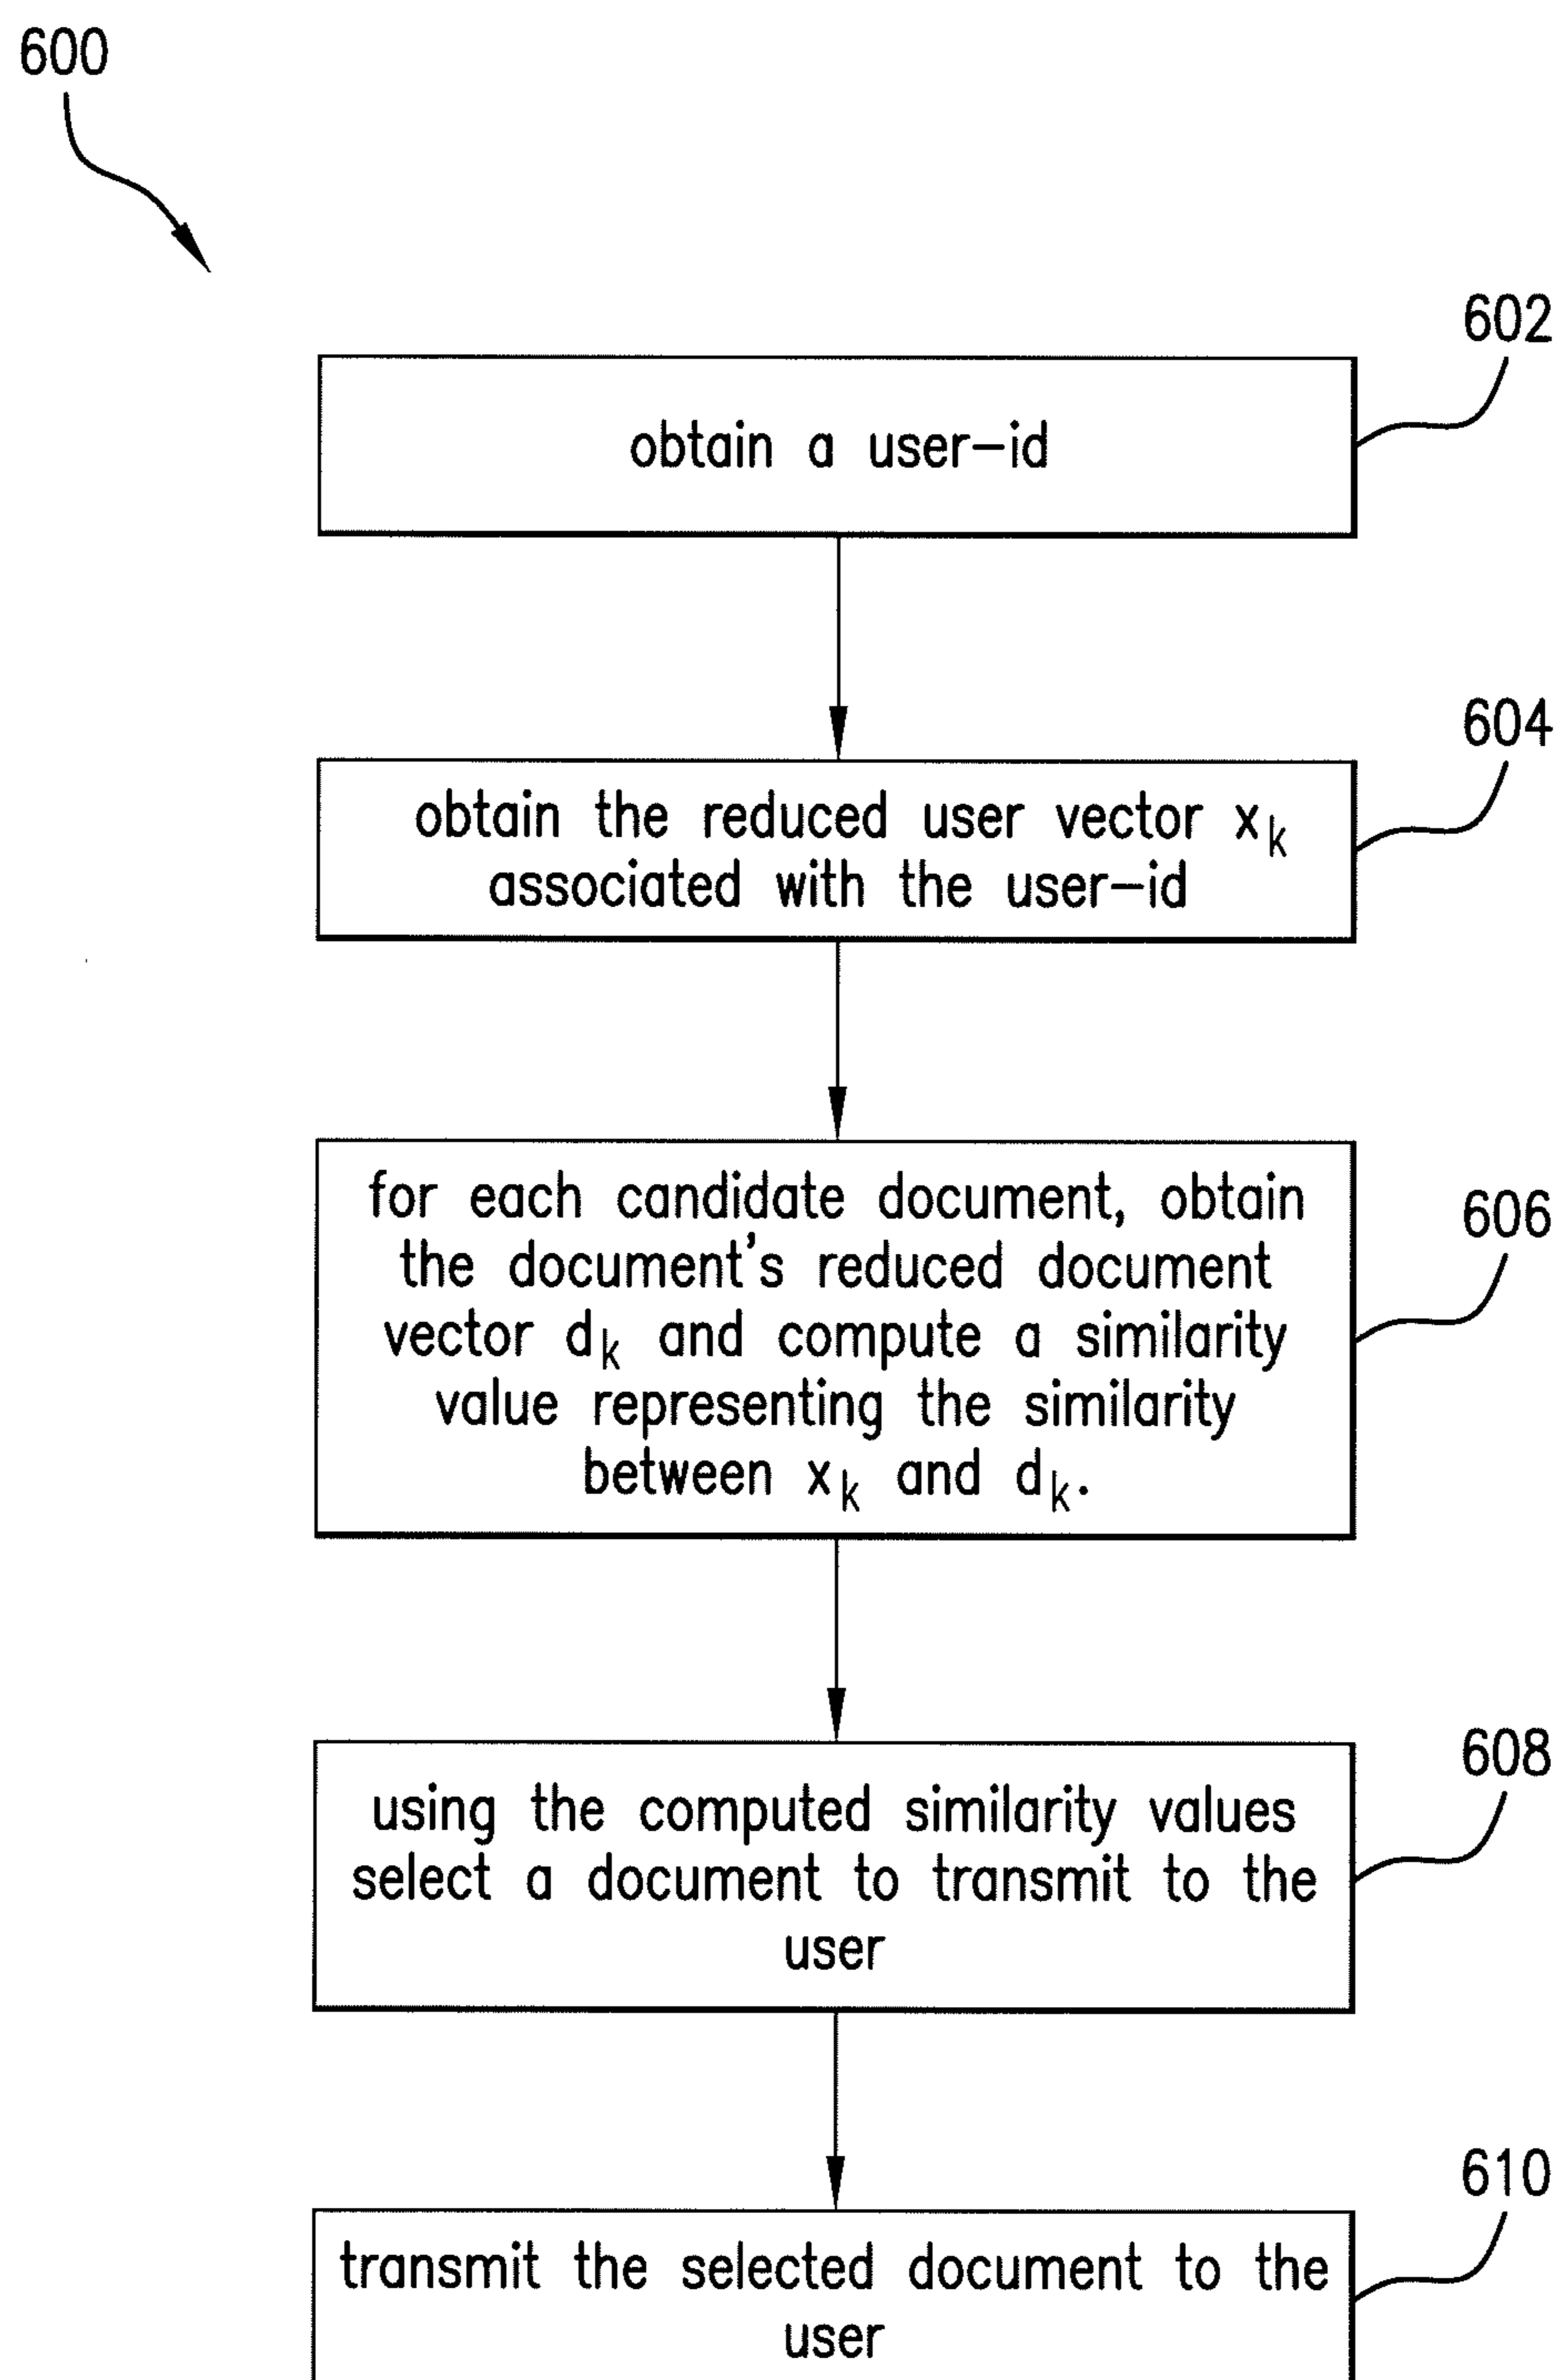 600
602
obtain a user-id
604
obtain the reduced user vector xk
associated with the user-id
606
for each candidate document, obtain
the document's reduced document
vector dk and compute a similarity
value representing the similarity
between xk and dk.
608
using the computed similarity values
select a document to transmit to the
user
610
transmit the selected document to the
user